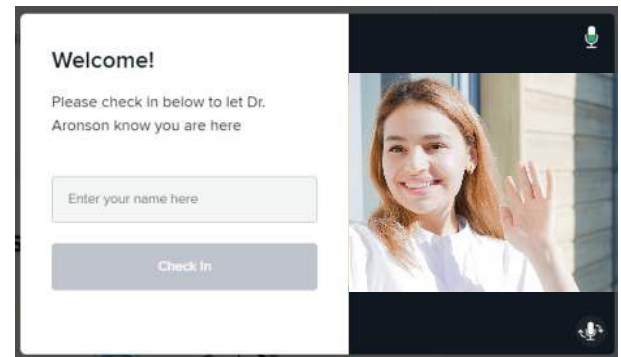 Welcome!
Please check in below to let Dr.
Aronson know you are here
Enter your name here
Check In